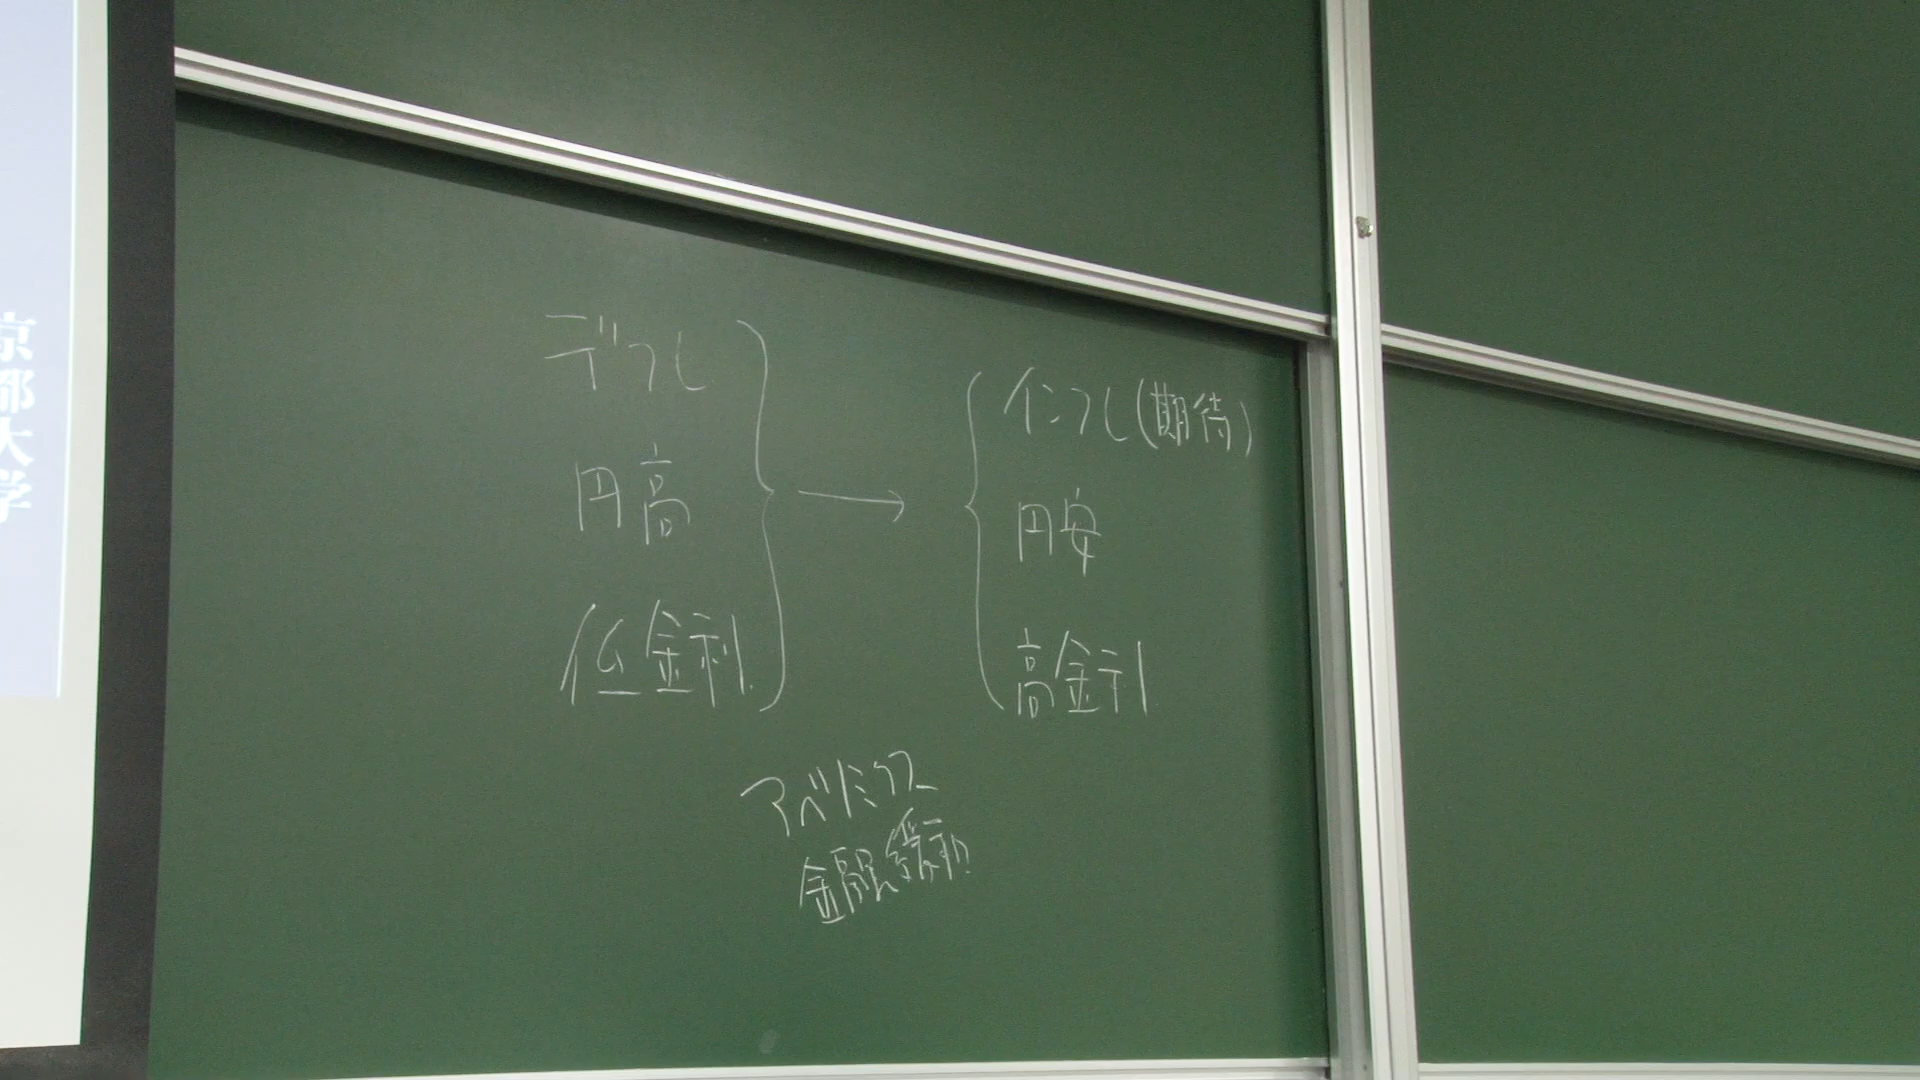 京都大学
デフレ
円高
低金利
インフレ(期待)
円安
高金利
アベノミクス
金融緩和